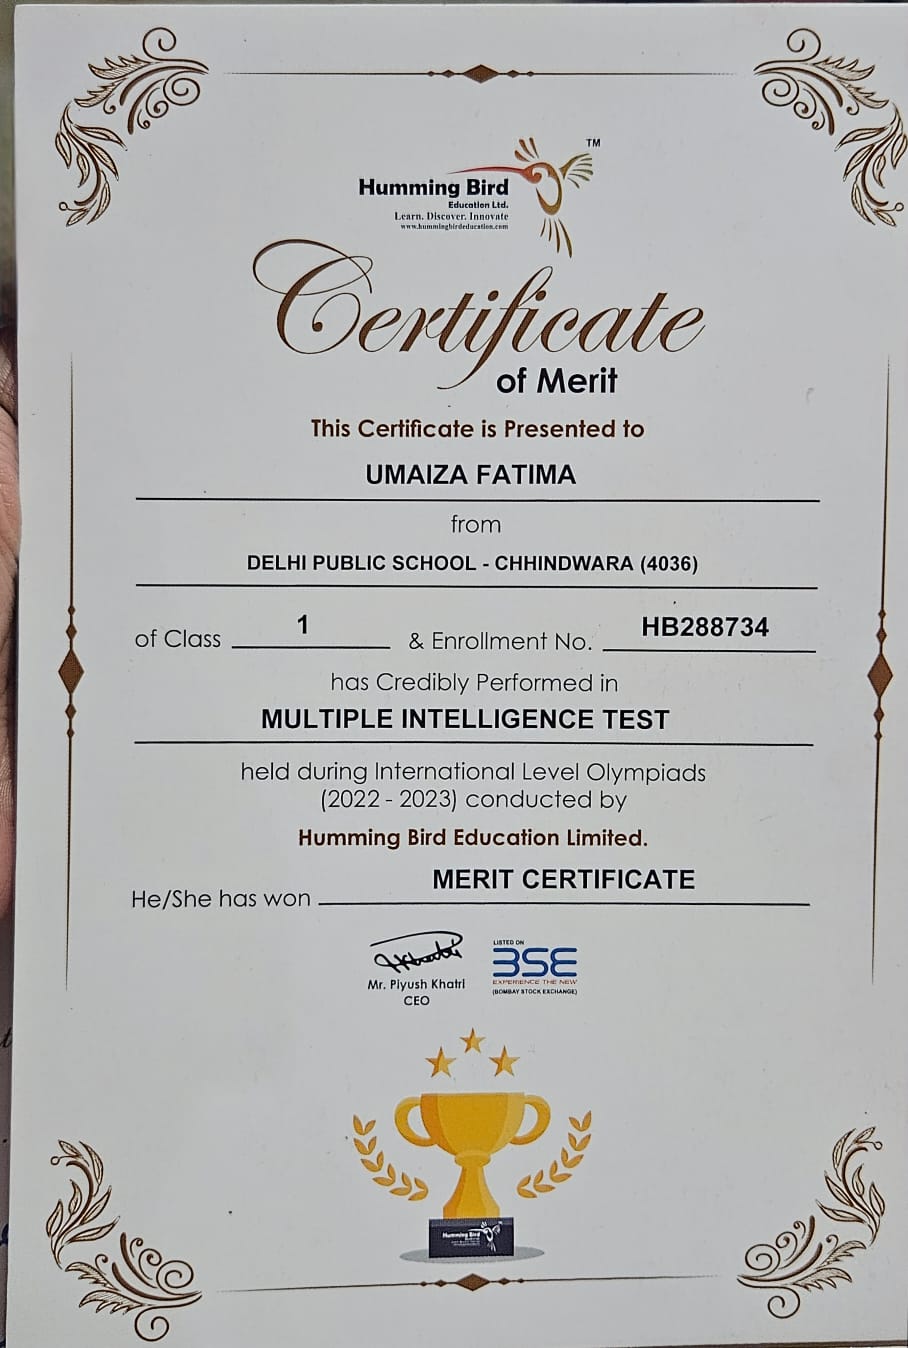 TM
Humming Bird
Education Ltd.
Learn. Discover. Innovate
www.hummingbirdeducation.com
Certificate
of Merit
This Certificate is Presented to
UMAIZA FATIMA
from
DELHI PUBLIC SCHOOL - CHHINDWARA (4036)
of Class 1 & Enrollment No. HB288734
has Credibly Performed in
MULTIPLE INTELLIGENCE TEST
held during International Level Olympiads
(2022 - 2023) conducted by
Humming Bird Education Limited.
He/She has won MERIT CERTIFICATE
LISTED ON
BSE
EXPERIENCE THE NEW
(BOMBAY STOCK EXCHANGE)
Mr. Piyush Khatri
CEO
Humming Bird